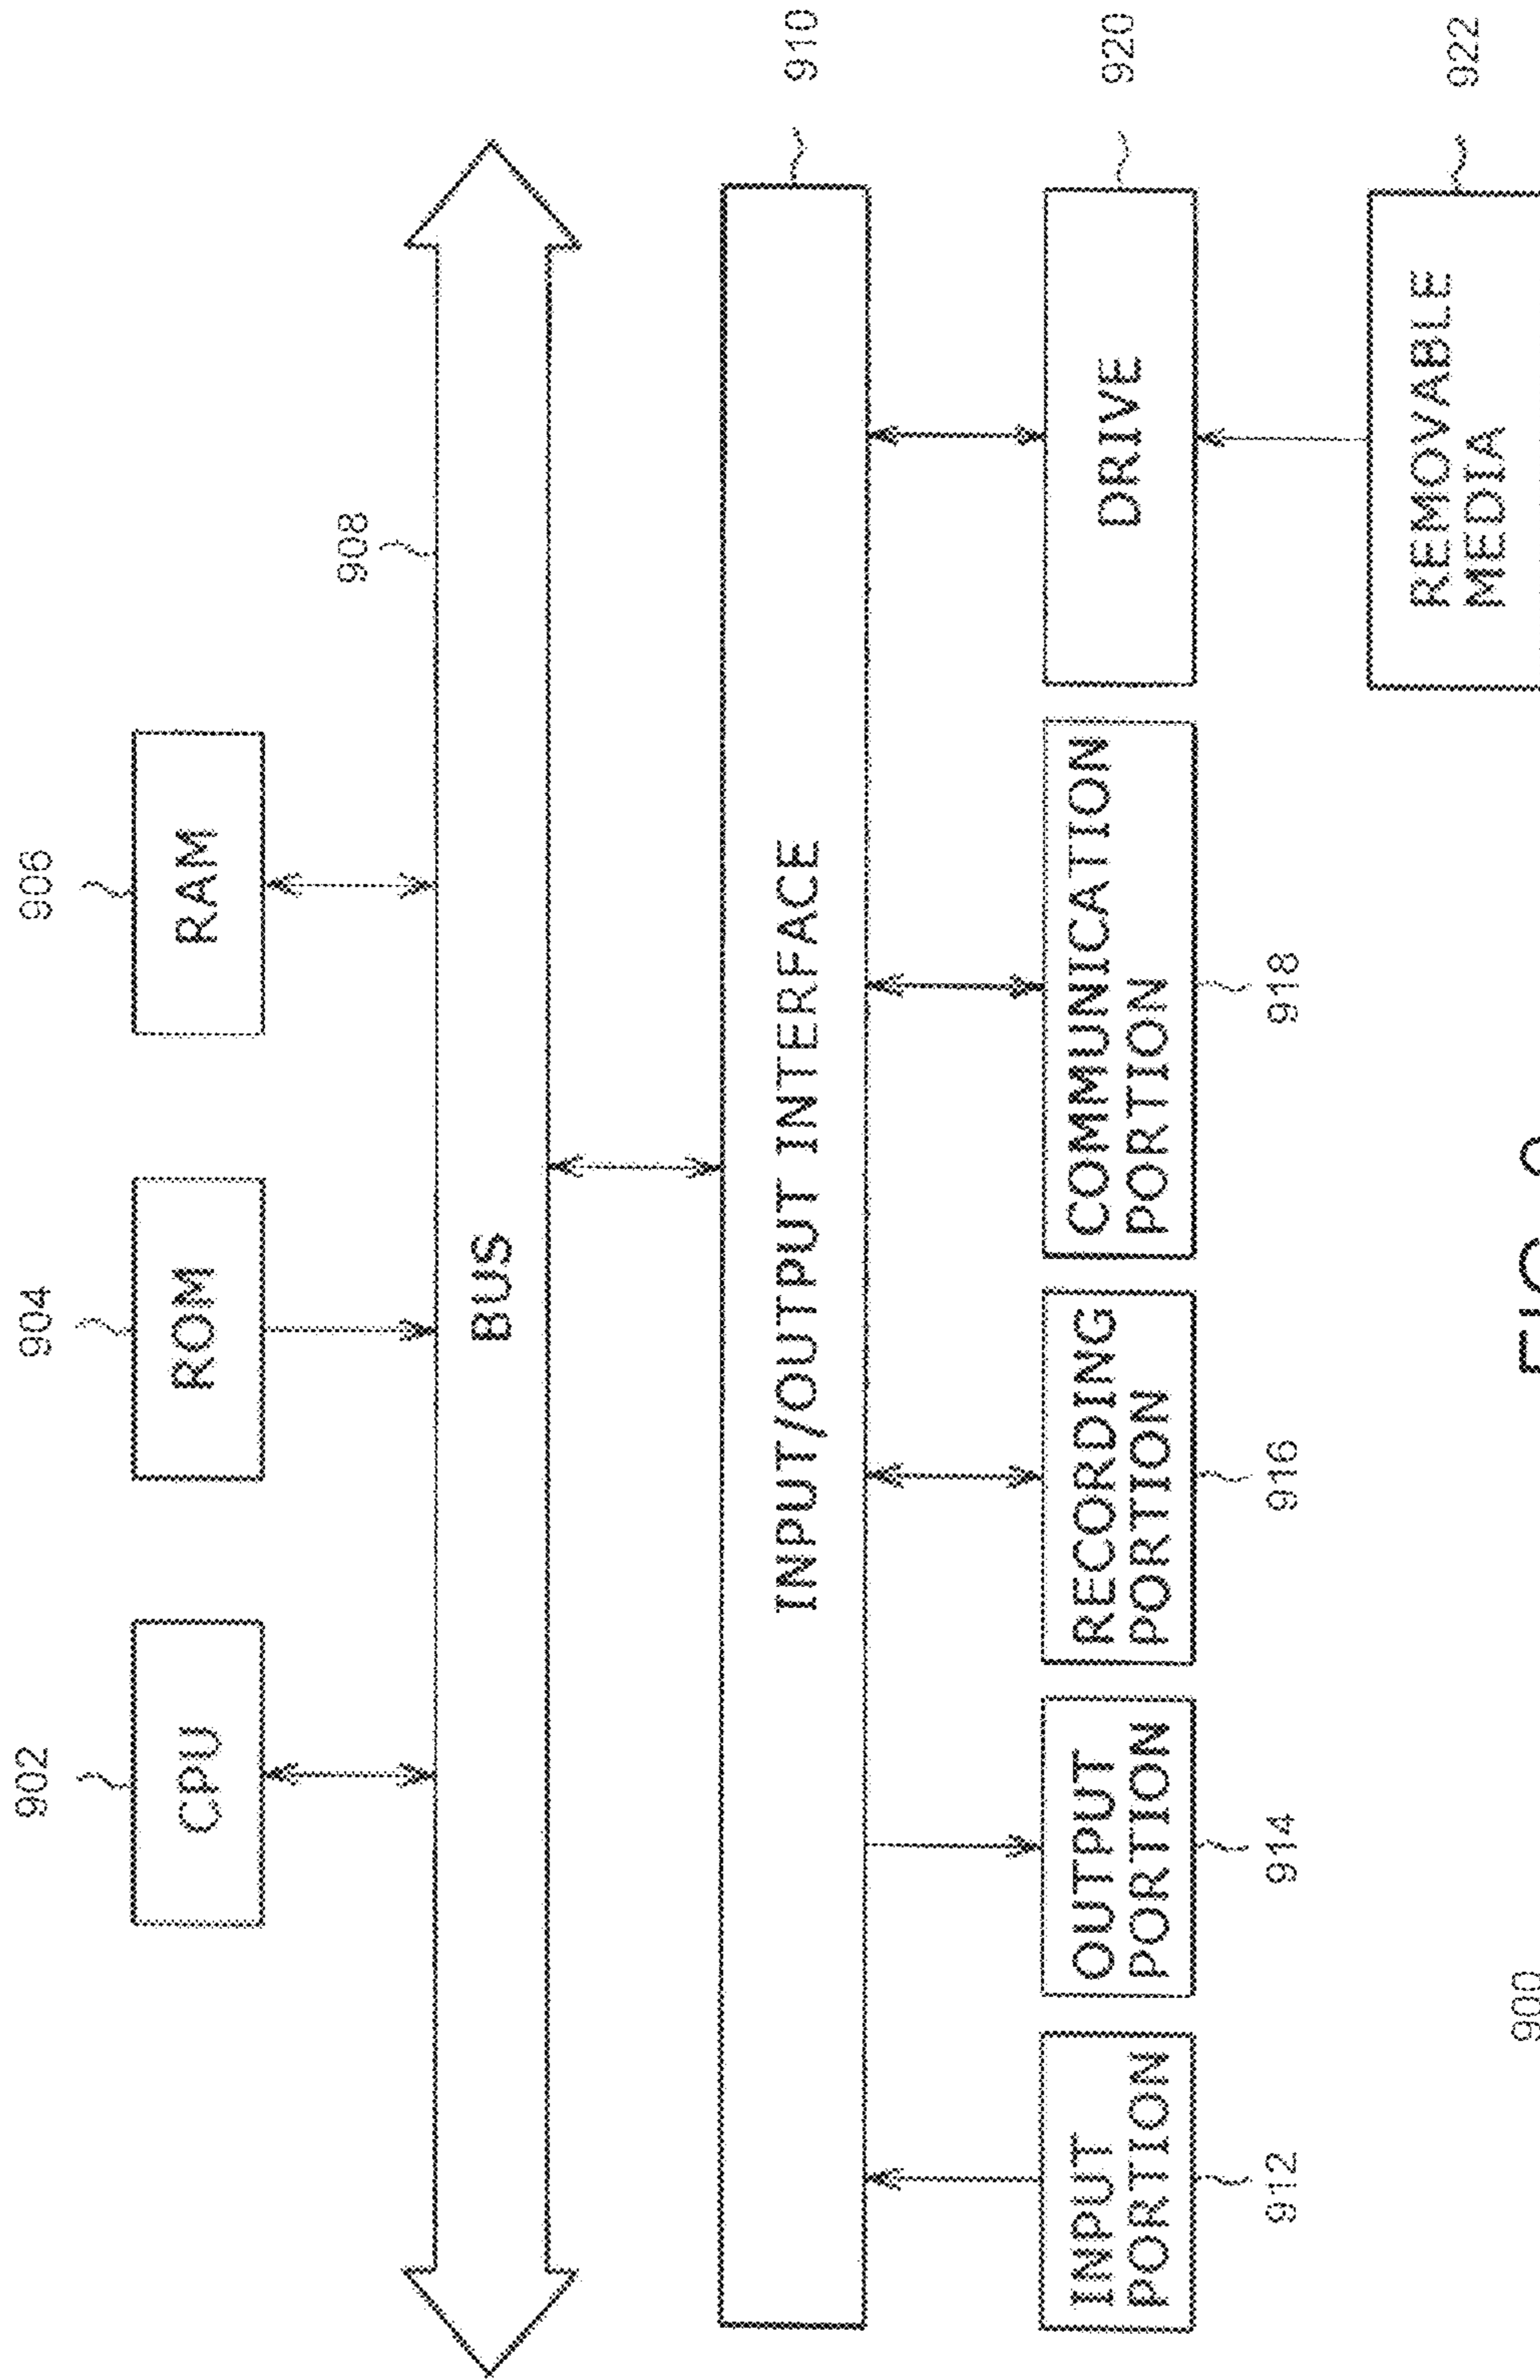 902
904
906
CPU
ROM
RAM
908
BUS
INPUT/OUTPUT INTERFACE
910
INPUT
PORTION
OUTPUT
PORTION
RECORDING
PORTION
COMMUNICATION
PORTION
DRIVE
920
912
914
916
918
REMOVABLE
MEDIA
922
900